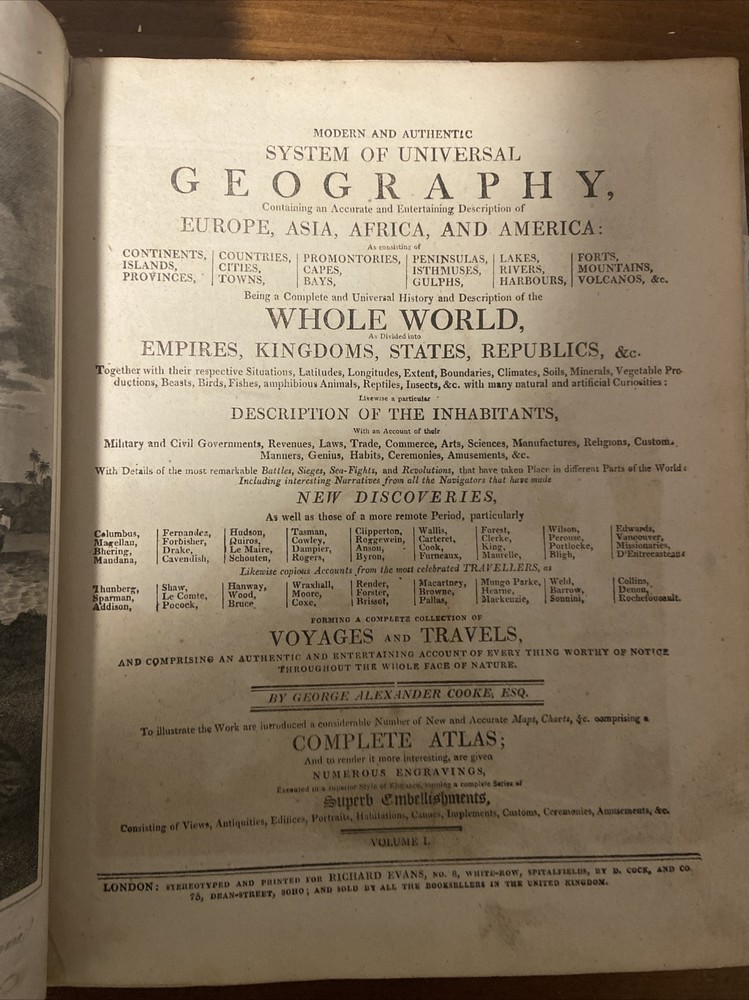 MODERN AND AUTHENTIC
SYSTEM OF UNIVERSAL
GEOGRAPHY,
Containing an Accurate and Entertaining Description of
EUROPE, ASIA, AFRICA, AND AMERICA:
As consisting of
CONTINENTS, | COUNTRIES, | PROMONTORIES, | PENINSULAS, | LAKES, | FORTS,
ISLANDS, | CITIES, | CAPES, | ISTHMUSES, | RIVERS, | MOUNTAINS,
PROVINCES, | TOWNS, | BAYS, | GULPHS, | HARBOURS, | VOLCANOS, &c.
Being a Complete and Universal History and Description of the
WHOLE WORLD,
As Divided into
EMPIRES, KINGDOMS, STATES, REPUBLICS, &c.
Together with their respective Situations, Latitudes, Longitudes, Extent, Boundaries, Climates, Soils, Minerals, Vegetable Pro-
ductions, Beasts, Birds, Fishes, amphibious Animals, Reptiles, Insects, &c. with many natural and artificial Curiosities:
Likewise a particular
DESCRIPTION OF THE INHABITANTS,
With an Account of their
Military and Civil Governments, Revenues, Laws, Trade, Commerce, Arts, Sciences, Manufactures, Religions, Customs,
Manners, Genius, Habits, Ceremonies, Amusements, &c.
With Details of the most remarkable Battles, Sieges, Sea-Fights, and Revolutions, that have taken Place in different Parts of the World:
Including interesting Narratives from all the Navigators that have made
NEW DISCOVERIES,
As well as those of a more remote Period, particularly
Columbus, | Fernandez, | Hudson, | Tasman, | Clipperton, | Wallis, | Forest, | Wilson, | Edwards,
Magellan, | Forbisher, | Quiros, | Cowley, | Roggewein, | Carteret, | Clerke, | Perouse, | Vancouver,
Bhering, | Drake, | Le Maire, | Dampier, | Anson, | Cook, | King, | Portlocke, | Missionaries,
Mandana, | Cavendish, | Schouten, | Rogers, | Byron, | Furneaux, | Maurelle, | Bligh, | D'Entrecasteaux
Likewise copious Accounts from the most celebrated TRAVELLERS, as
Thunberg, | Shaw, | Hanway, | Wraxhall, | Render, | Macartney, | Mungo Parke, | Weld, | Collins,
Sparman, | Le Comte, | Wood, | Moore, | Forster, | Browne, | Hearne, | Barrow, | Denon,
Addison, | Pocock, | Bruce, | Coxe, | Brissot, | Pallas, | Mackenzie, | Sonnini, | Rochefoucault.
FORMING A COMPLETE COLLECTION OF
VOYAGES AND TRAVELS,
AND COMPRISING AN AUTHENTIC AND ENTERTAINING ACCOUNT OF EVERY THING WORTHY OF NOTICE
THROUGHOUT THE WHOLE FACE OF NATURE.
BY GEORGE ALEXANDER COOKE, ESQ.
To illustrate the Work are introduced a considerable Number of New and Accurate Maps, Charts, &c. comprising a
COMPLETE ATLAS;
And to render it more interesting, are given
NUMEROUS ENGRAVINGS,
Executed in a superior Style of Elegance, forming a complete Series of
Superb Embellishments,
Consisting of Views, Antiquities, Edifices, Portraits, Habitations, Canoes, Implements, Customs, Ceremonies, Amusements, &c.
VOLUME I.
LONDON: STEREOTYPED AND PRINTED FOR RICHARD EVANS, NO. 8, WHITE-ROW, SPITALFIELDS, BY D. COCK, AND CO.
75, DEAN-STREET, SOHO; AND SOLD BY ALL THE BOOKSELLERS IN THE UNITED KINGDOM.